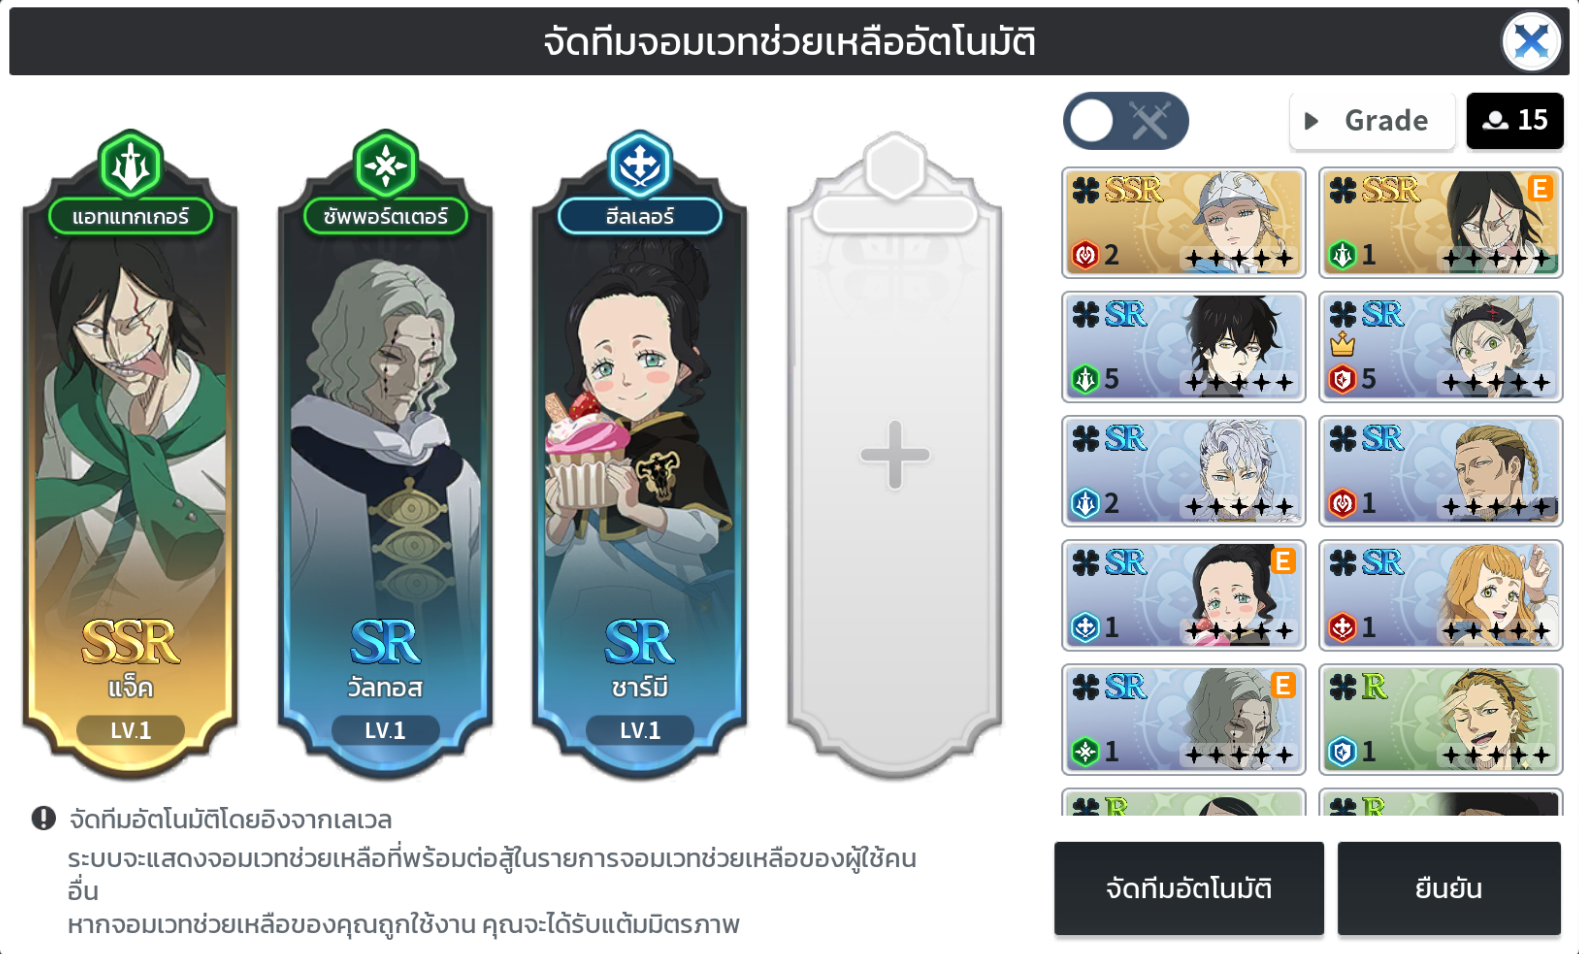 จัดทีมจอมเวทช่วยเหลืออัตโนมัติ
Grade
15
แอทแทกเกอร์
ซัพพอร์ตเตอร์
ฮีลเลอร์
SSR
แจ็ค
LV.1
SR
วัลทอส
LV.1
SR
ชาร์มี
LV.1
SSR
2
SSR
E
1
SR
5
SR
5
SR
2
SR
1
SR
E
1
SR
1
SR
E
1
R
1
R
R
จัดทีมอัตโนมัติโดยอิงจากเลเวล
ระบบจะแสดงจอมเวทช่วยเหลือที่พร้อมต่อสู้ในรายการจอมเวทช่วยเหลือของผู้ใช้คน
อื่น
หากจอมเวทช่วยเหลือของคุณถูกใช้งาน คุณจะได้รับแต้มมิตรภาพ
จัดทีมอัตโนมัติ
ยืนยัน